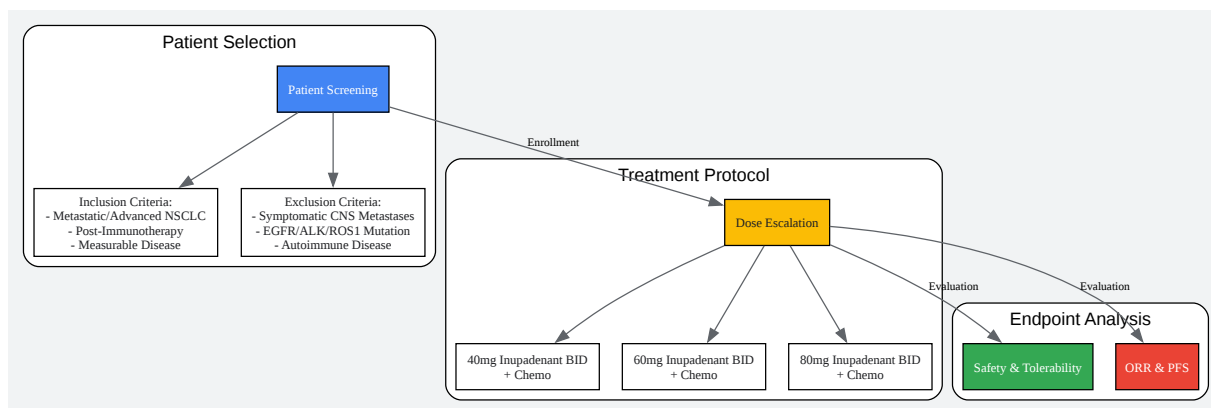 Patient Selection
Patient Screening
Enrollment
Inclusion Criteria:
- Metastatic/Advanced NSCLC
- Post-Immunotherapy
- Measurable Disease
Exclusion Criteria:
- Symptomatic CNS Metastases
- EGFR/ALK/ROS1 Mutation
- Autoimmune Disease
Treatment Protocol
Dose Escalation
40mg Inupadenant BID
+ Chemo
60mg Inupadenant BID
+ Chemo
80mg Inupadenant BID
+ Chemo
Evaluation
Evaluation
Endpoint Analysis
Safety & Tolerability
ORR & PFS